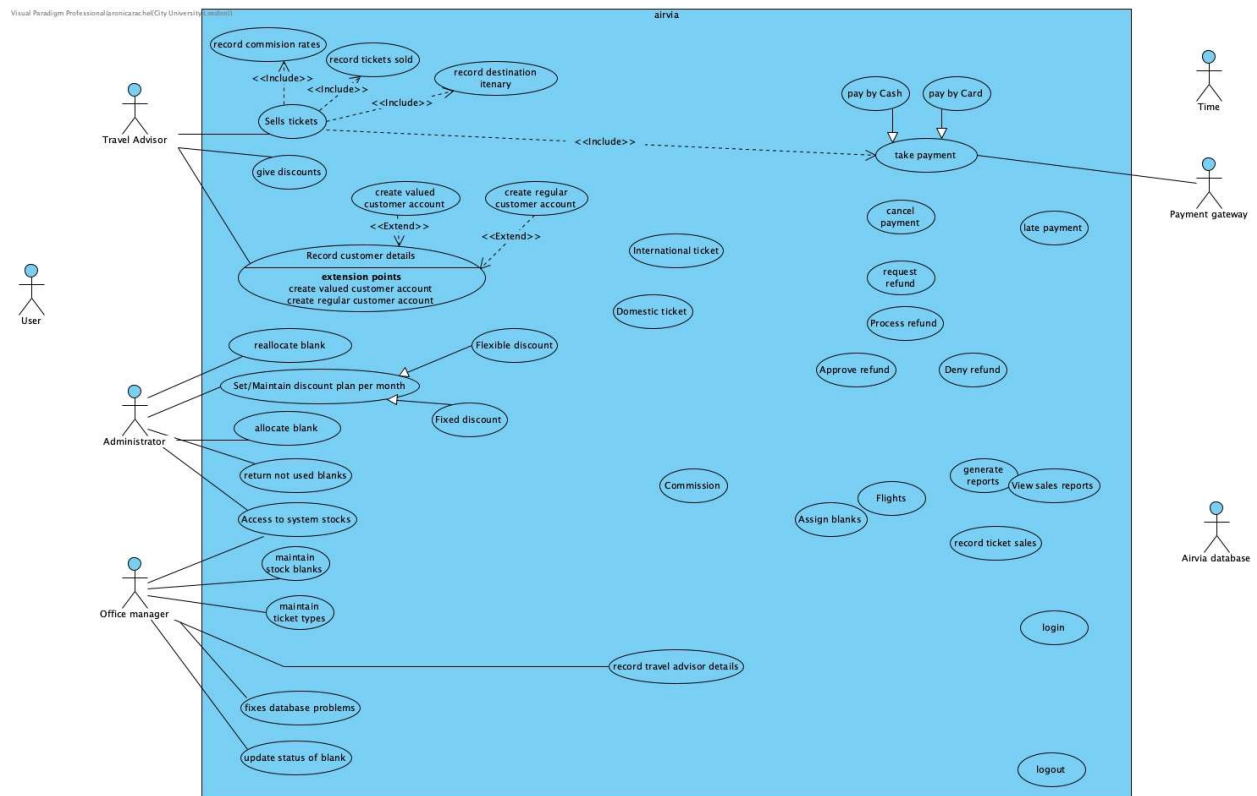 Visual Paradigm Professional(aronicarachel(City University London))
airvia
record commision rates
record tickets sold
record destination
itenary
<<Include>>
<<Include>>
<<Include>>
Sells tickets
<<Include>>
pay by Cash
pay by Card
take payment
Travel Advisor
Time
give discounts
Payment gateway
create valued
customer account
create regular
customer account
<<Extend>>
<<Extend>>
Record customer details
extension points
create valued customer account
create regular customer account
cancel
payment
late payment
International ticket
request
refund
Domestic ticket
Process refund
User
reallocate blank
Flexible discount
Approve refund
Deny refund
Set/Maintain discount plan per month
Fixed discount
Administrator
allocate blank
return not used blanks
Commission
generate
reports
View sales reports
Flights
Access to system stocks
Assign blanks
record ticket sales
Airvia database
maintain
stock blanks
Office manager
maintain
ticket types
login
record travel advisor details
fixes database problems
update status of blank
logout